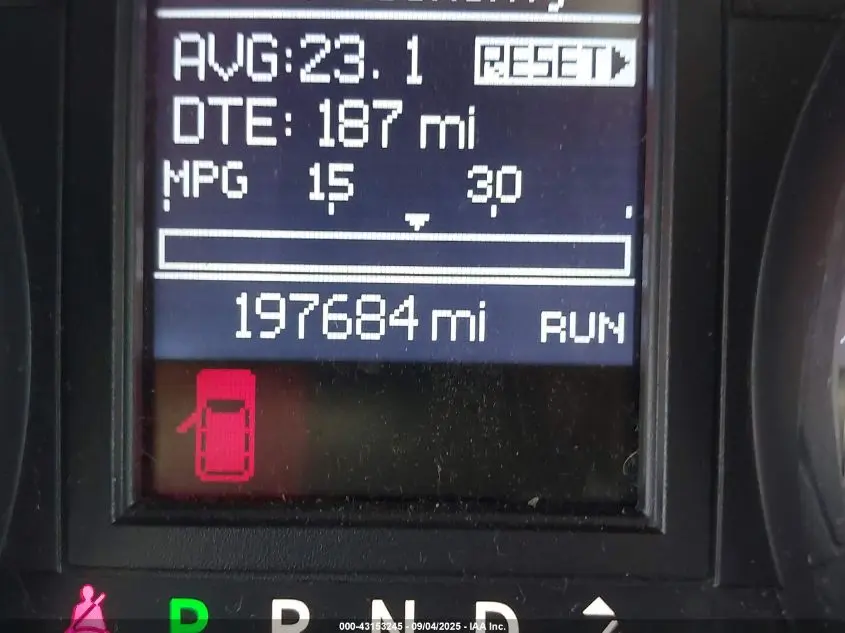 AVG:23.1 RESET
DTE: 187 mi
MPG 15 30
197684 mi RUN
P R N D
000-43153245 - 09/04/2025 - IAA Inc.